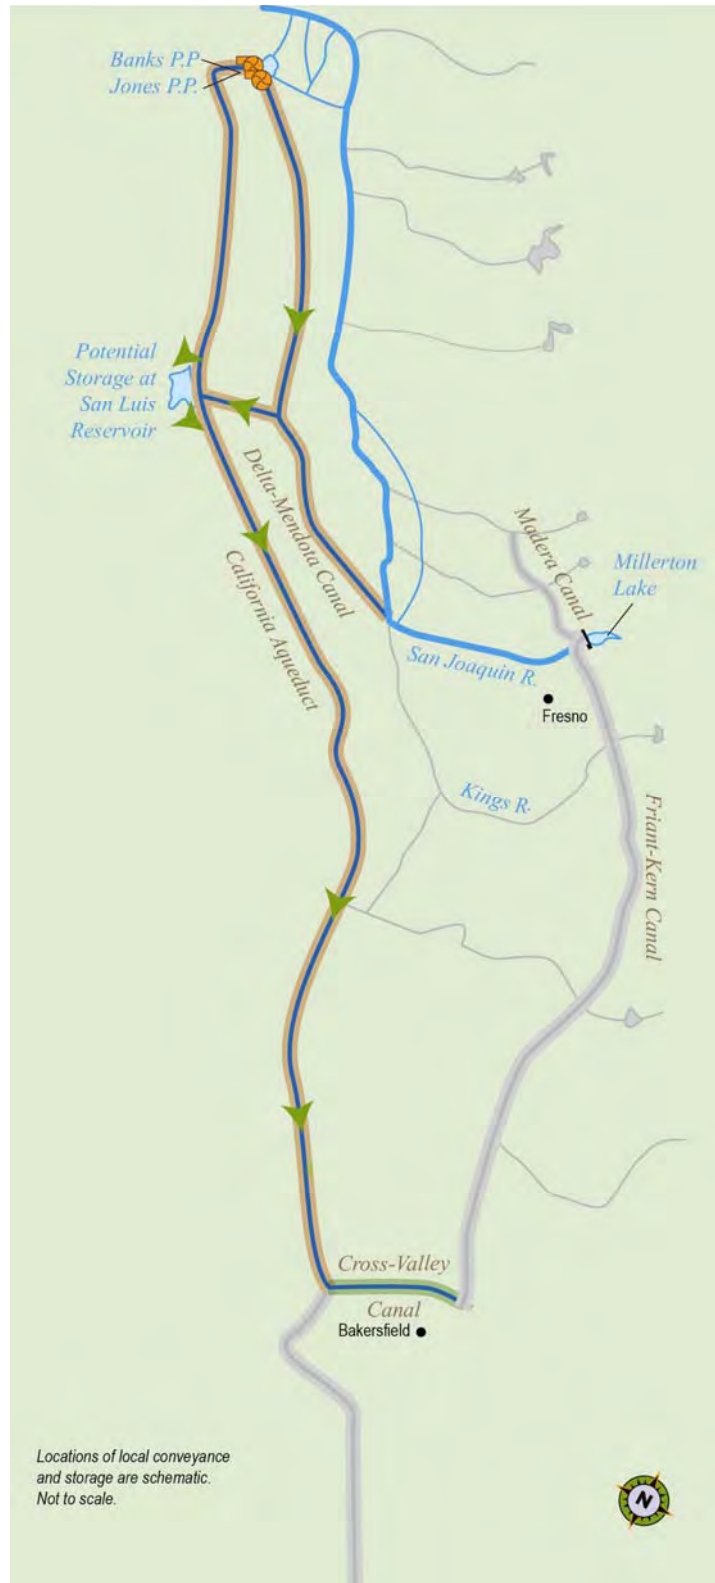 Banks P.P
Jones P.P.
Potential
Storage at
San Luis
Reservoir
Delta-Mendota Canal
California Aqueduct
Madera Canal
Millerton
Lake
San Joaquin R.
Fresno
Kings R.
Friant-Kern Canal
Cross-Valley
Canal
Bakersfield
Locations of local conveyance
and storage are schematic.
Not to scale.
N